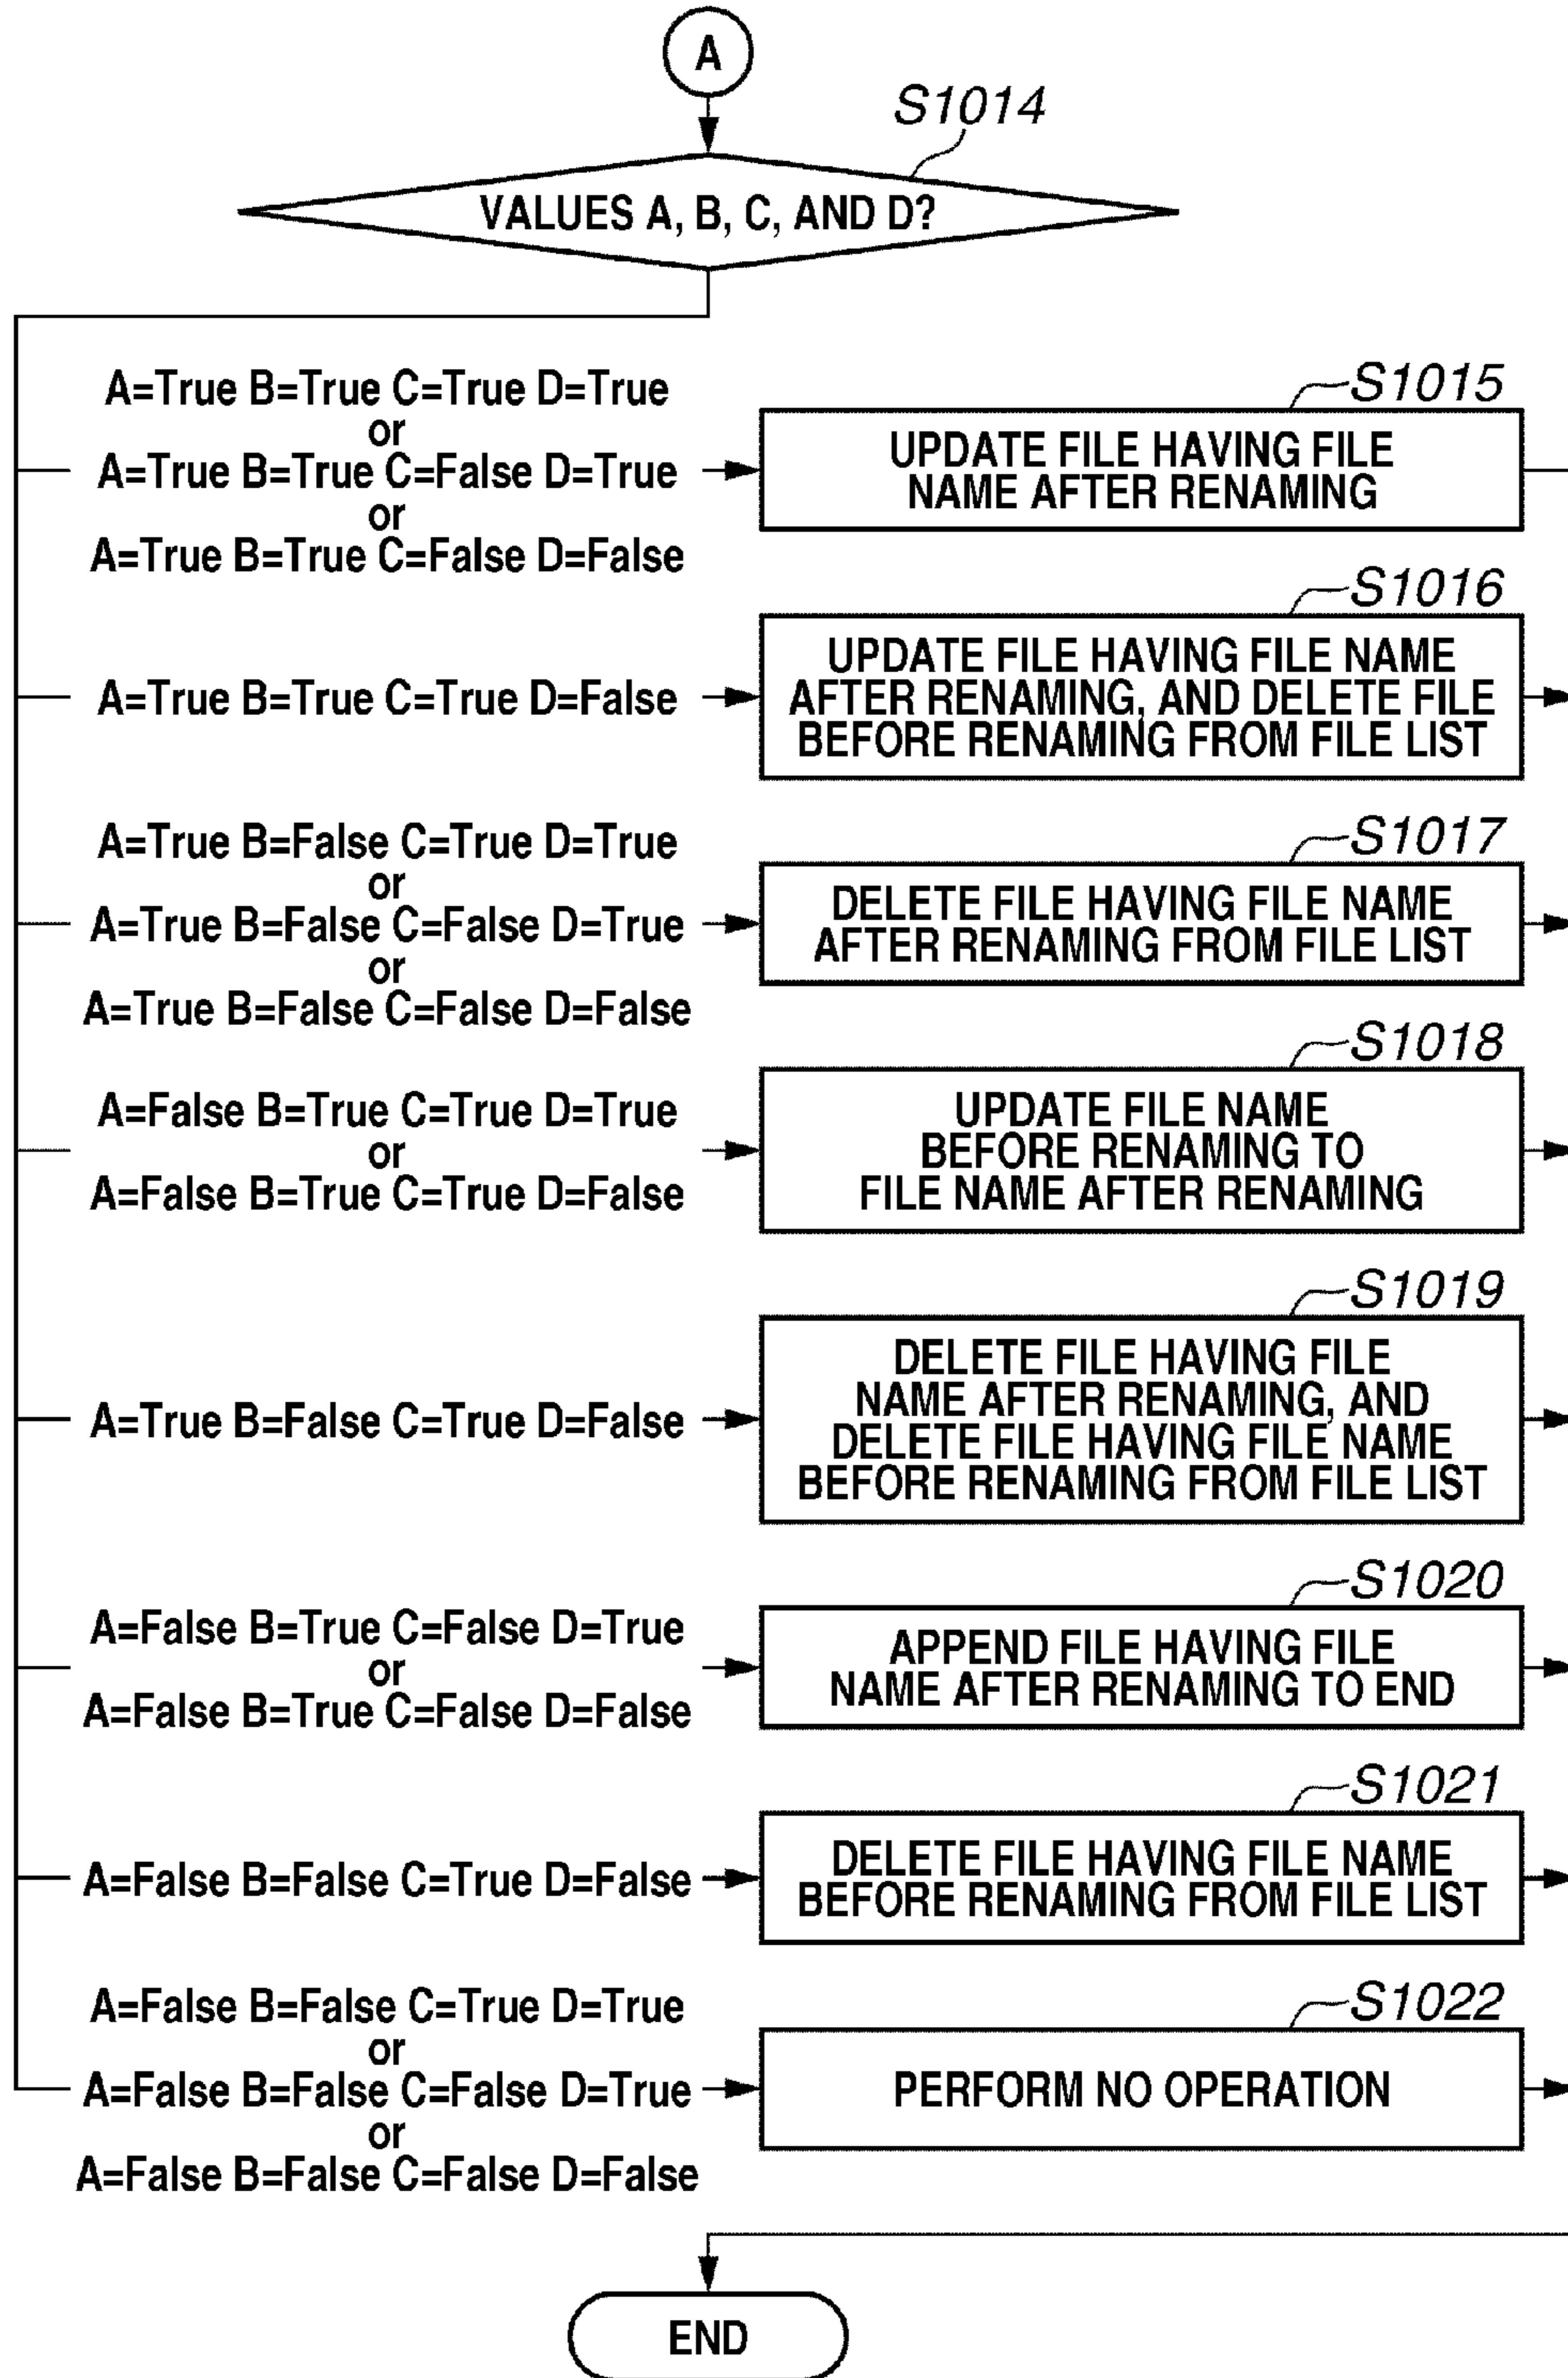 A
S1014
VALUES A, B, C, AND D?
A=True B=True C=True D=True
or
A=True B=True C=False D=True
or
A=True B=True C=False D=False
S1015
UPDATE FILE HAVING FILE
NAME AFTER RENAMING
A=True B=True C=True D=False
S1016
UPDATE FILE HAVING FILE NAME
AFTER RENAMING, AND DELETE FILE
BEFORE RENAMING FROM FILE LIST
A=True B=False C=True D=True
or
A=True B=False C=False D=True
or
A=True B=False C=False D=False
S1017
DELETE FILE HAVING FILE NAME
AFTER RENAMING FROM FILE LIST
A=False B=True C=True D=True
or
A=False B=True C=True D=False
S1018
UPDATE FILE NAME
BEFORE RENAMING TO
FILE NAME AFTER RENAMING
A=True B=False C=True D=False
S1019
DELETE FILE HAVING FILE
NAME AFTER RENAMING, AND
DELETE FILE HAVING FILE NAME
BEFORE RENAMING FROM FILE LIST
A=False B=True C=False D=True
or
A=False B=True C=False D=False
S1020
APPEND FILE HAVING FILE
NAME AFTER RENAMING TO END
A=False B=False C=True D=False
S1021
DELETE FILE HAVING FILE NAME
BEFORE RENAMING FROM FILE LIST
A=False B=False C=True D=True
or
A=False B=False C=False D=True
or
A=False B=False C=False D=False
S1022
PERFORM NO OPERATION
END